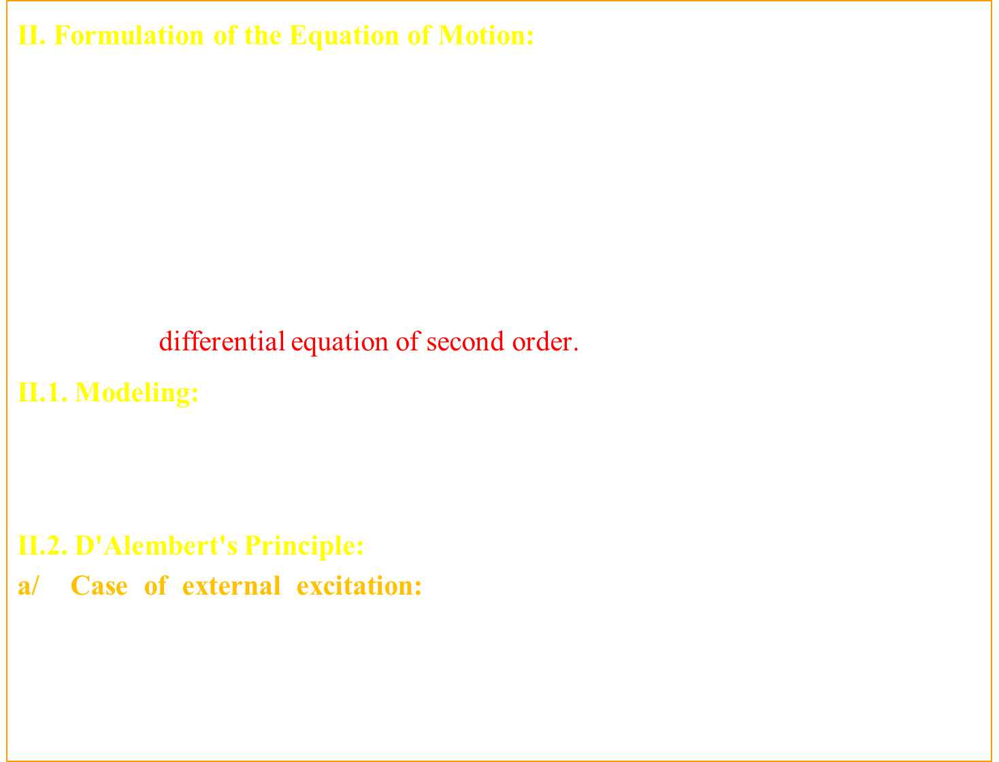 II. Formulation of the Equation of Motion:
differential equation of second order.
II.1. Modeling:
II.2. D'Alembert's Principle:
a/ Case of external excitation: